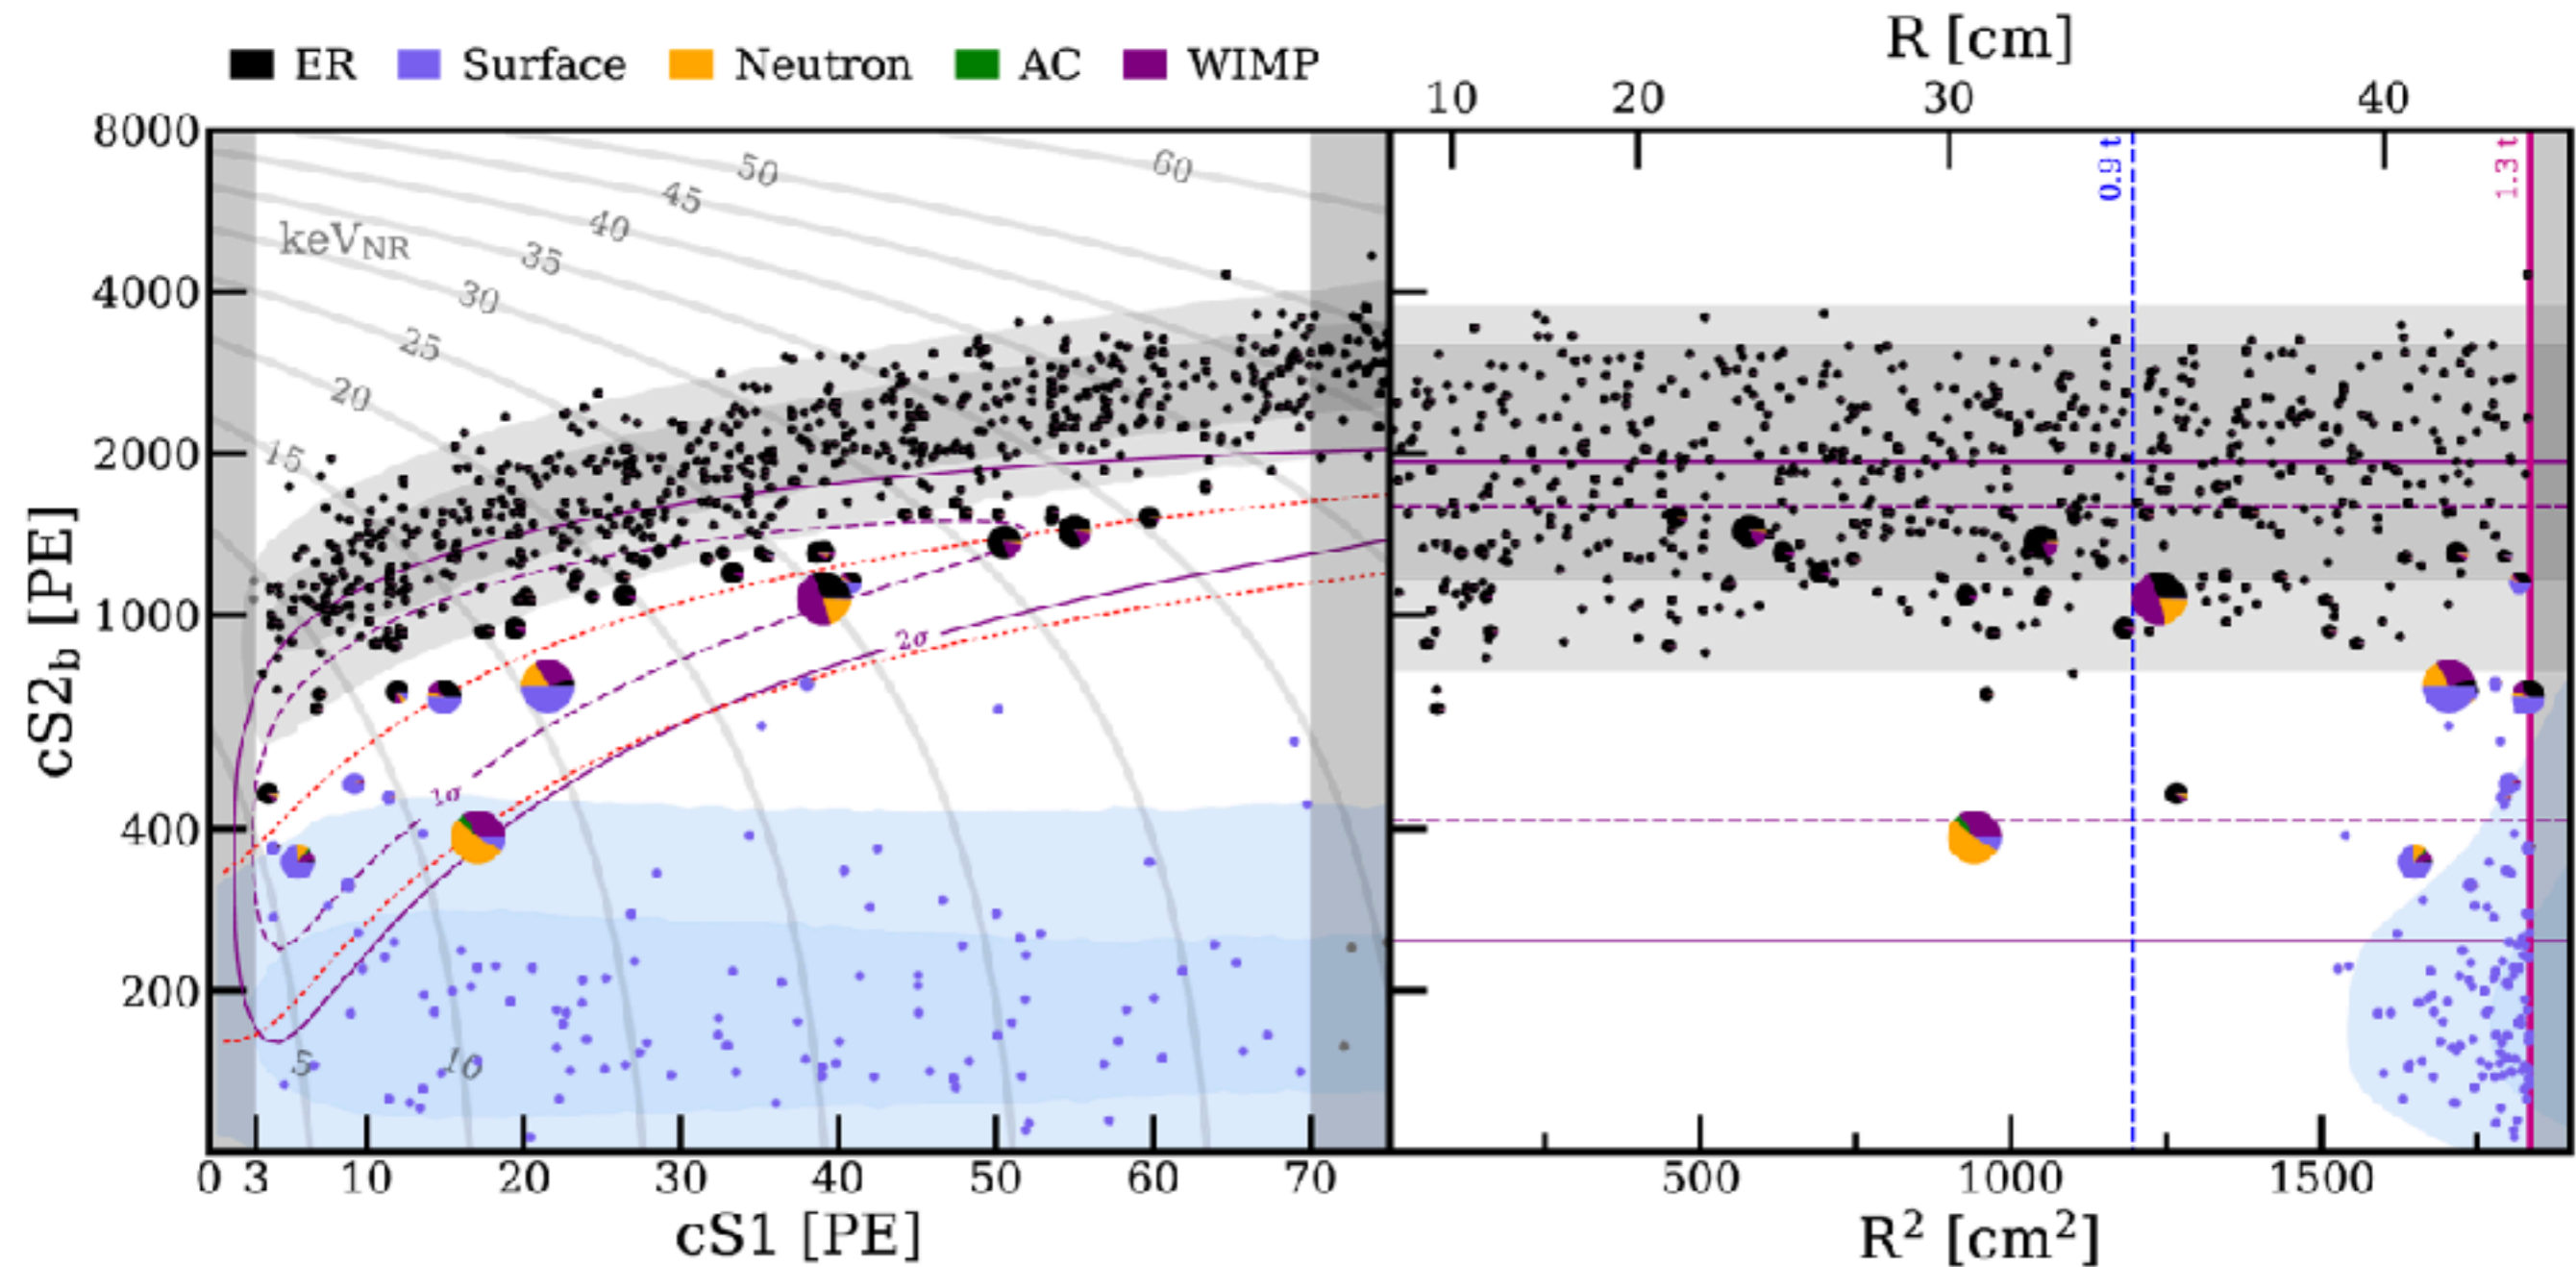 ER Surface Neutron AC WIMP
R [cm]
10 20 30 40
8000
4000
2000
1000
400
200
cS2b [PE]
keVNR
50
60
45
40
35
30
25
20
15
5
10
2σ
1σ
0.9 t
1.3 t
0 3 10 20 30 40 50 60 70
500 1000 1500
cS1 [PE]
R² [cm²]